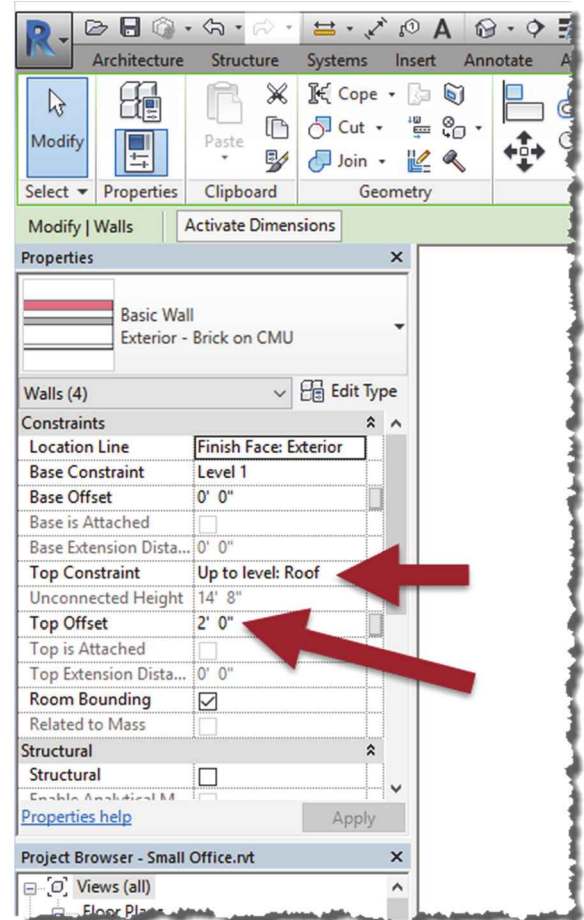 R
A
Architecture Structure Systems Insert Annotate A
Modify
Paste
Cope
Cut
Join
Select Properties Clipboard Geometry
Modify | Walls Activate Dimensions
Properties
Basic Wall
Exterior - Brick on CMU
Walls (4) Edit Type
Constraints
Location Line Finish Face: Exterior
Base Constraint Level 1
Base Offset 0' 0"
Base is Attached
Base Extension Dista... 0' 0"
Top Constraint Up to level: Roof
Unconnected Height 14' 8"
Top Offset 2' 0"
Top is Attached
Top Extension Dista... 0' 0"
Room Bounding
Related to Mass
Structural
Structural
Enable Analytical M
Properties help Apply
Project Browser - Small Office.rvt
Views (all)
Floor Plans